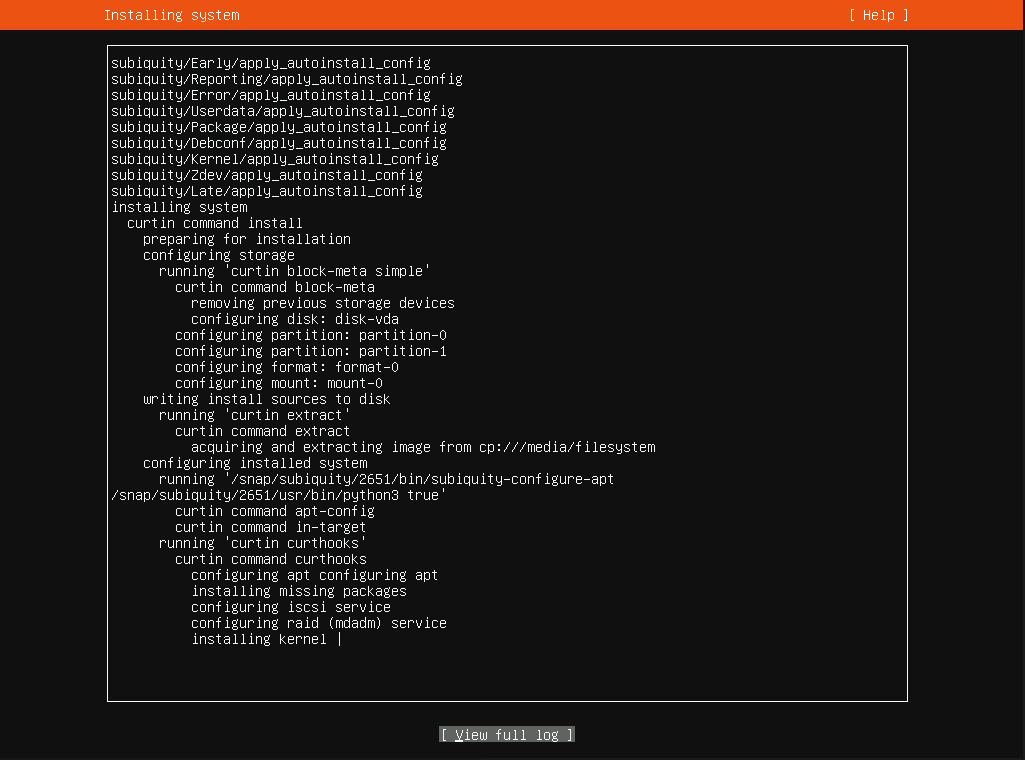 Installing system [ Help ]
subiquity/Early/apply_autoinstall_config
subiquity/Reporting/apply_autoinstall_config
subiquity/Error/apply_autoinstall_config
subiquity/Userdata/apply_autoinstall_config
subiquity/Package/apply_autoinstall_config
subiquity/Debconf/apply_autoinstall_config
subiquity/Kernel/apply_autoinstall_config
subiquity/Zdev/apply_autoinstall_config
subiquity/Late/apply_autoinstall_config
installing system
curtin command install
preparing for installation
configuring storage
running 'curtin block-meta simple'
curtin command block-meta
removing previous storage devices
configuring disk: disk-vda
configuring partition: partition-0
configuring partition: partition-1
configuring format: format-0
configuring mount: mount-0
writing install sources to disk
running 'curtin extract'
curtin command extract
acquiring and extracting image from cp:///media/filesystem
configuring installed system
running '/snap/subiquity/2651/bin/subiquity-configure-apt
/snap/subiquity/2651/usr/bin/python3 true'
curtin command apt-config
curtin command in-target
running 'curtin curthooks'
curtin command curthooks
configuring apt configuring apt
installing missing packages
configuring iscsi service
configuring raid (mdadm) service
installing kernel |
[ View full log ]